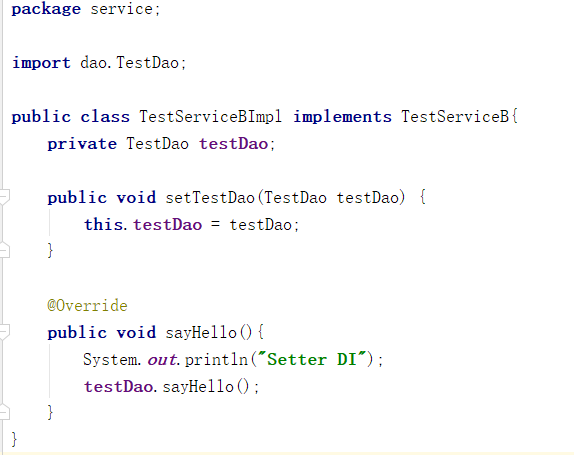 package service;
import dao.TestDao;
public class TestServiceBImpl implements TestServiceB{
private TestDao testDao;
public void setTestDao(TestDao testDao) {
this.testDao = testDao;
}
@Override
public void sayHello(){
System.out.println("Setter DI");
testDao.sayHello();
}
}